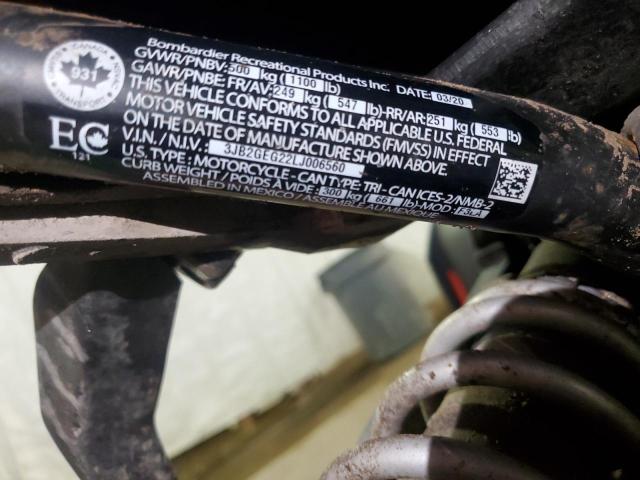 Bombardier Recreational Products Inc. DATE: 03/20
GVWR/PNBV: 500 kg (1100 lb)
GAWR/PNBE: FR/AV: 249 kg ( 547 lb)-RR/AR: 251 kg ( 553 lb)
THIS VEHICLE CONFORMS TO ALL APPLICABLE U.S. FEDERAL
MOTOR VEHICLE SAFETY STANDARDS (FMVSS) IN EFFECT
ON THE DATE OF MANUFACTURE SHOWN ABOVE.
V.I.N. / N.I.V.: 3JB2GEG22LJ006560
U.S. TYPE: MOTORCYCLE - CAN TYPE: TRI - CAN ICES-2/NMB-2
CURB WEIGHT / POIDS À VIDE: 300 kg ( 661 lb)-MOD.: F3LA
ASSEMBLED IN MEXICO / ASSEMBLÉ AU MEXIQUE
CANADA
931
TRANSPORT
EC
121